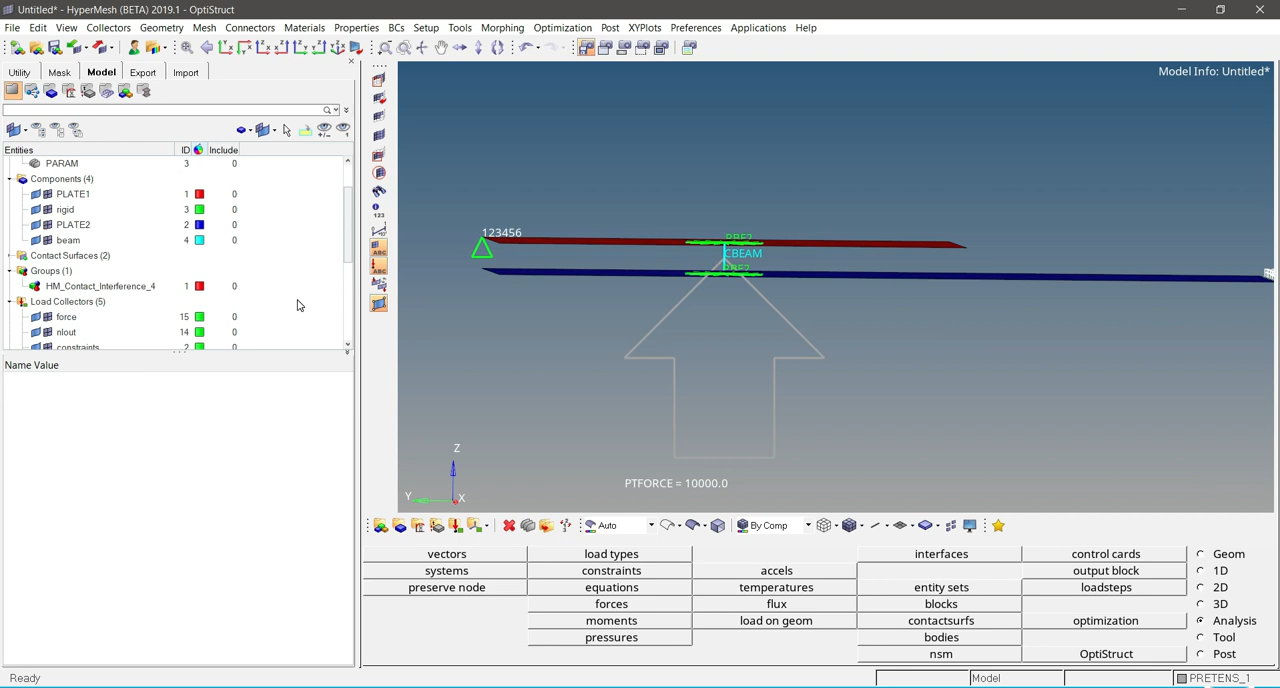 Untitled* - HyperMesh (BETA) 2019.1 - OptiStruct
File Edit View Collectors Geometry Mesh Connectors Materials Properties BCs Setup Tools Morphing Optimization Post XYPlots Preferences Applications Help
Utility Mask Model Export Import
Entities ID Include
PARAM 3 0
Components (4)
PLATE1 1 0
rigid 3 0
PLATE2 2 0
beam 4 0
Contact Surfaces (2)
Groups (1)
HM_Contact_Interference_4 1 0
Load Collectors (5)
force 15 0
nlout 14 0
constraints 2 0
Name Value
123
ABC
ABC
Model Info: Untitled*
123456
RBE2
CBEAM
RBE2
PTFORCE = 10000.0
Z
Y
X
Auto By Comp
vectors load types interfaces control cards Geom
systems constraints accels output block 1D
preserve node equations temperatures entity sets loadsteps 2D
forces flux blocks 3D
moments load on geom contactsurfs optimization Analysis
pressures bodies Tool
nsm OptiStruct Post
Ready Model PRETENS_1